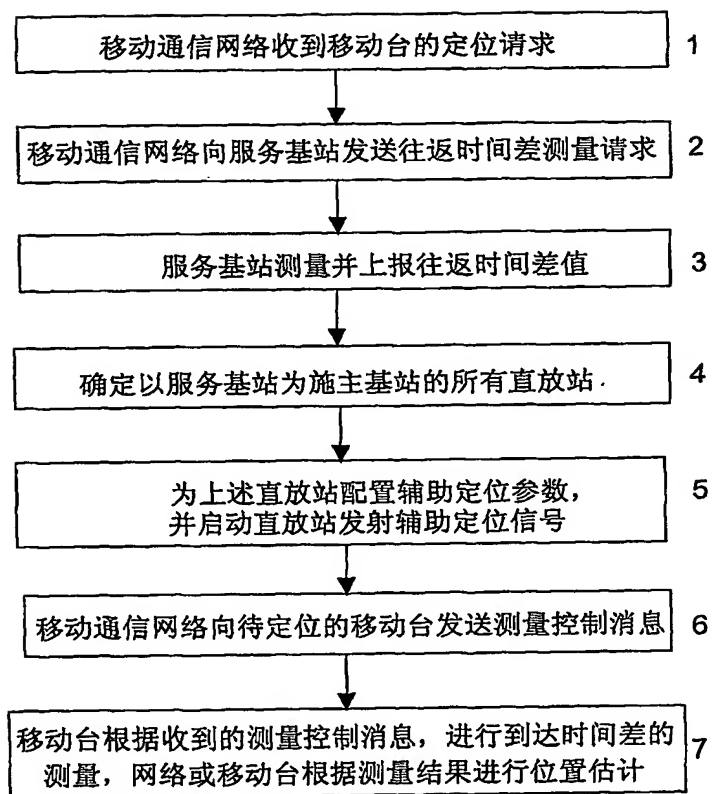 移动通信网络收到移动台的定位请求 1
移动通信网络向服务基站发送往返时间差测量请求 2
服务基站测量并上报往返时间差值 3
确定以服务基站为施主基站的所有直放站. 4
为上述直放站配置辅助定位参数， 5
并启动直放站发射辅助定位信号
移动通信网络向待定位的移动台发送测量控制消息 6
移动台根据收到的测量控制消息，进行到达时间差的 7
测量，网络或移动台根据测量结果进行位置估计